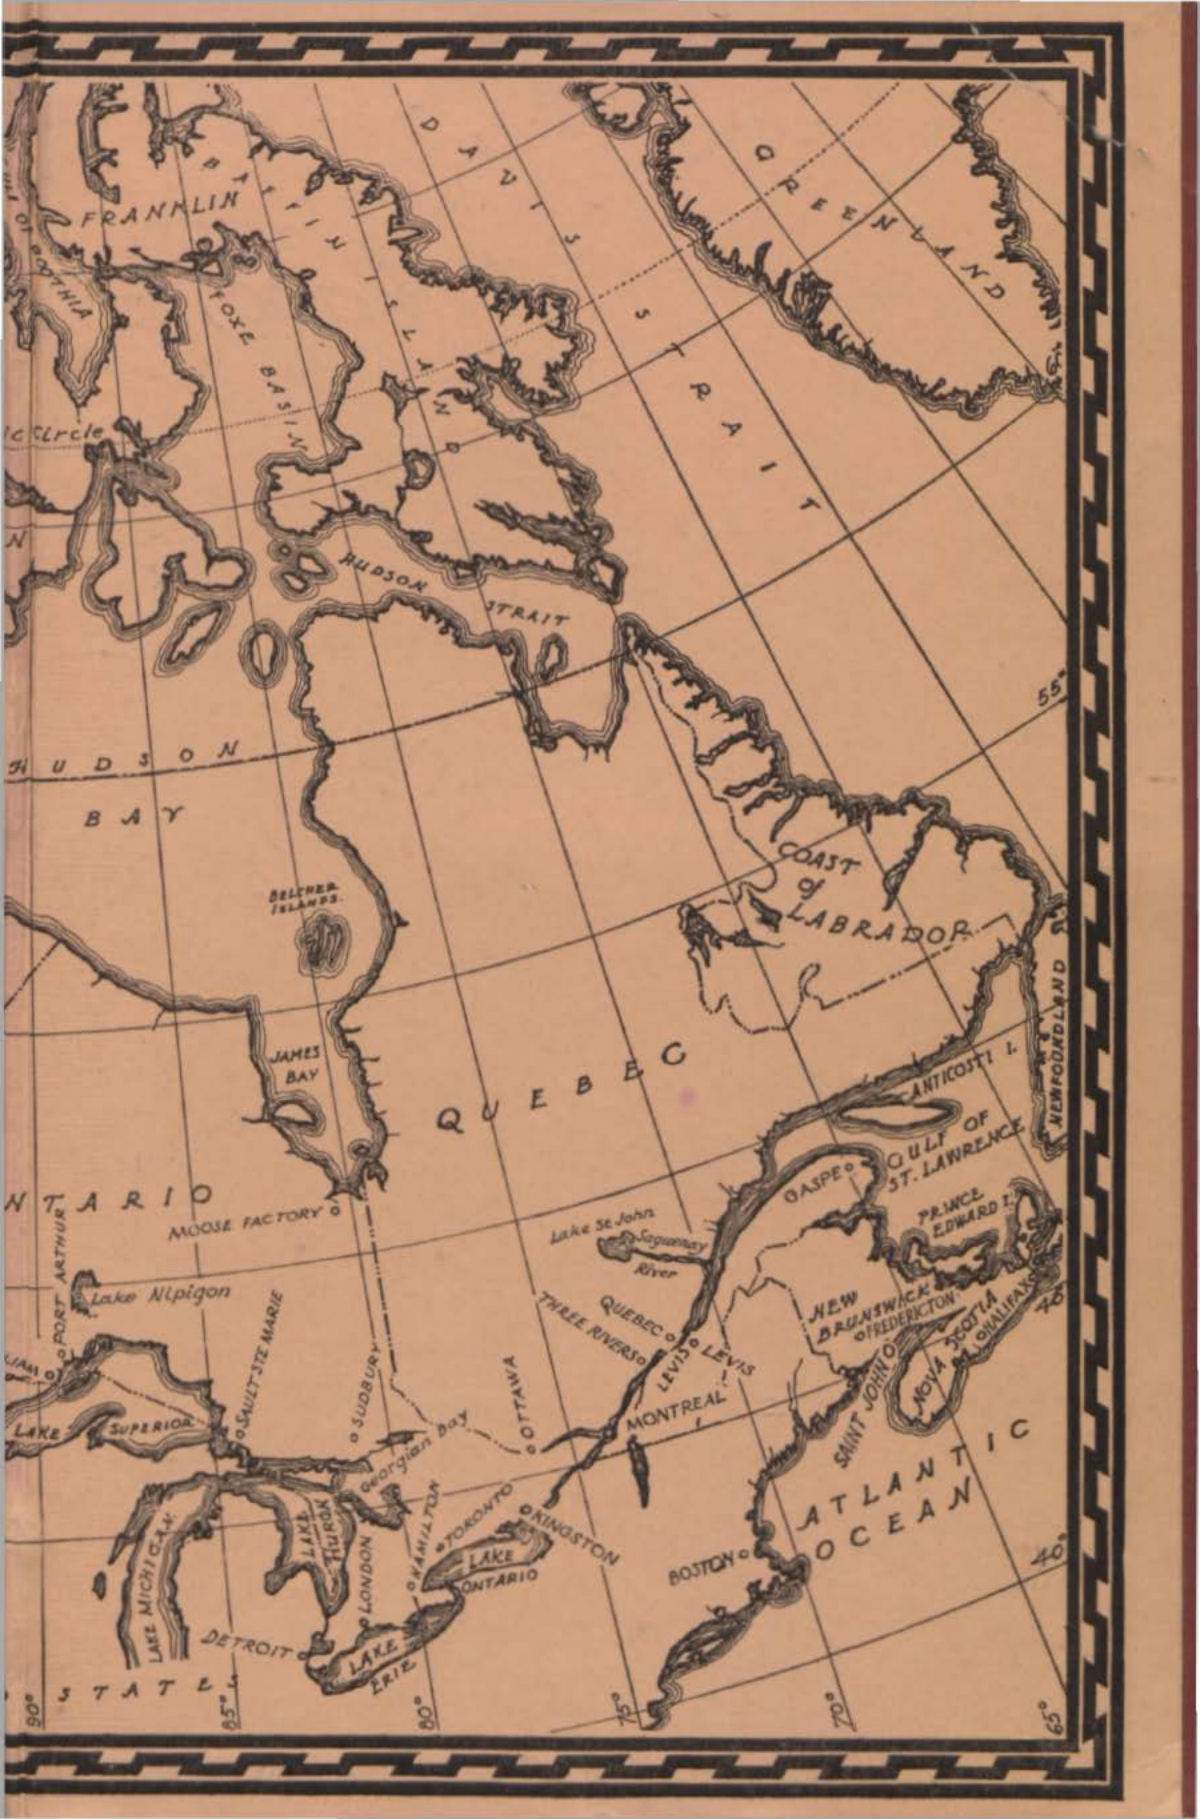 DAVIS STRAIT
GREENLAND
BAFFIN ISLAND
FRANKLIN
BOOTHIA
FOXE BASIN
ic Circle
N
HUDSON
STRAIT
55°
HUDSON
BAY
BELCHER
ISLANDS.
COAST
of
LABRADOR
NEWFOUNDLAND
JAMES
BAY
QUEBEC
ANTICOSTI I.
GULF OF
ST. LAWRENCE
GASPE
PRINCE
EDWARD I.
NTARIO
MOOSE FACTORY
PORT ARTHUR
Lake Nipigon
Lake St John
Saguenay
River
THREE RIVERS
QUEBEC
LEVIS
LEVIS
NEW
BRUNSWICK
FREDERICTON
NOVA SCOTIA
HALIFAX
SAINT JOHN
MONTREAL
SAULT STE MARIE
SUDBURY
OTTAWA
LIAM
LAKE SUPERIOR
Georgian Bay
LAKE MICHIGAN
LAKE
HURON
LONDON
HAMILTON
TORONTO
KINGSTON
LAKE
ONTARIO
BOSTON
ATLANTIC
OCEAN
40°
DETROIT
LAKE
ERIE
STATES
90°
85°
80°
75°
70°
65°